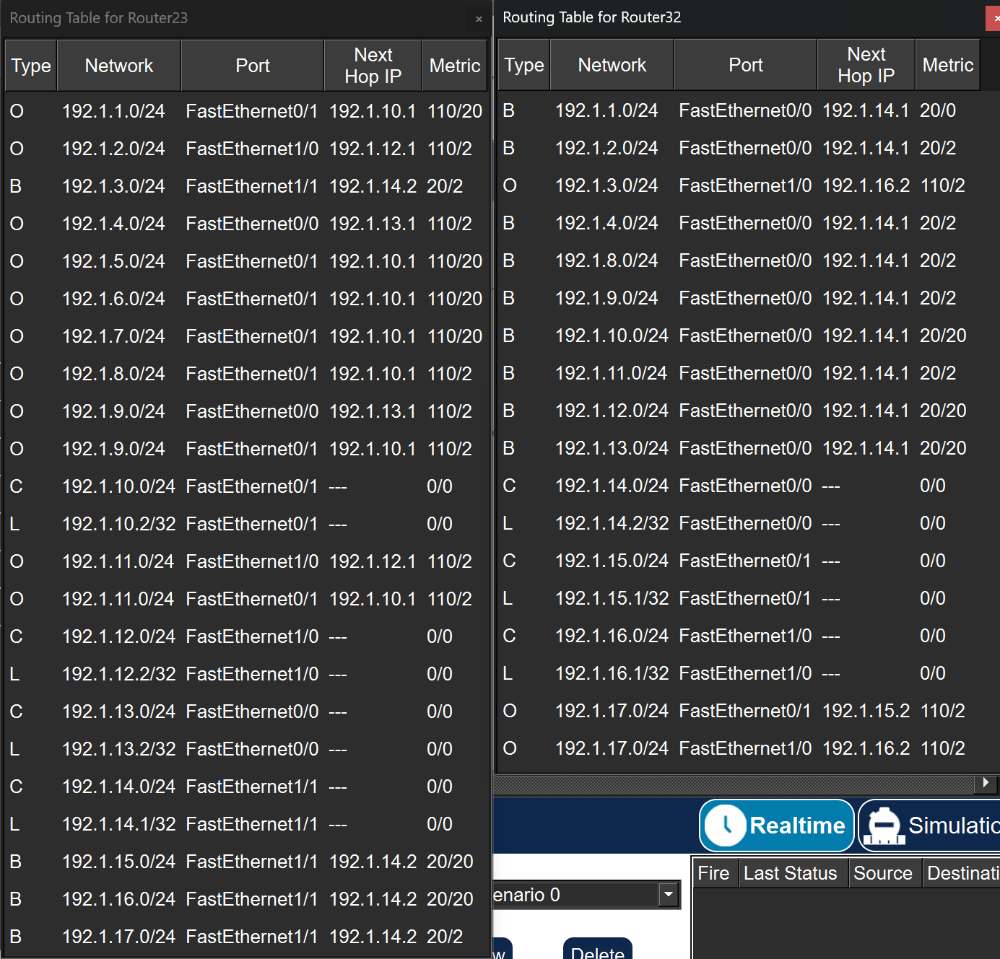 Routing Table for Router23
Type Network Port Next Hop IP Metric
O 192.1.1.0/24 FastEthernet0/1 192.1.10.1 110/20
O 192.1.2.0/24 FastEthernet1/0 192.1.12.1 110/2
B 192.1.3.0/24 FastEthernet1/1 192.1.14.2 20/2
O 192.1.4.0/24 FastEthernet0/0 192.1.13.1 110/2
O 192.1.5.0/24 FastEthernet0/1 192.1.10.1 110/20
O 192.1.6.0/24 FastEthernet0/1 192.1.10.1 110/20
O 192.1.7.0/24 FastEthernet0/1 192.1.10.1 110/20
O 192.1.8.0/24 FastEthernet0/1 192.1.10.1 110/2
O 192.1.9.0/24 FastEthernet0/0 192.1.13.1 110/2
O 192.1.9.0/24 FastEthernet0/1 192.1.10.1 110/2
C 192.1.10.0/24 FastEthernet0/1 --- 0/0
L 192.1.10.2/32 FastEthernet0/1 --- 0/0
O 192.1.11.0/24 FastEthernet1/0 192.1.12.1 110/2
O 192.1.11.0/24 FastEthernet0/1 192.1.10.1 110/2
C 192.1.12.0/24 FastEthernet1/0 --- 0/0
L 192.1.12.2/32 FastEthernet1/0 --- 0/0
C 192.1.13.0/24 FastEthernet0/0 --- 0/0
L 192.1.13.2/32 FastEthernet0/0 --- 0/0
C 192.1.14.0/24 FastEthernet1/1 --- 0/0
L 192.1.14.1/32 FastEthernet1/1 --- 0/0
B 192.1.15.0/24 FastEthernet1/1 192.1.14.2 20/20
B 192.1.16.0/24 FastEthernet1/1 192.1.14.2 20/20
B 192.1.17.0/24 FastEthernet1/1 192.1.14.2 20/2
Routing Table for Router32
Type Network Port Next Hop IP Metric
B 192.1.1.0/24 FastEthernet0/0 192.1.14.1 20/0
B 192.1.2.0/24 FastEthernet0/0 192.1.14.1 20/2
O 192.1.3.0/24 FastEthernet1/0 192.1.16.2 110/2
B 192.1.4.0/24 FastEthernet0/0 192.1.14.1 20/2
B 192.1.8.0/24 FastEthernet0/0 192.1.14.1 20/2
B 192.1.9.0/24 FastEthernet0/0 192.1.14.1 20/2
B 192.1.10.0/24 FastEthernet0/0 192.1.14.1 20/20
B 192.1.11.0/24 FastEthernet0/0 192.1.14.1 20/2
B 192.1.12.0/24 FastEthernet0/0 192.1.14.1 20/20
B 192.1.13.0/24 FastEthernet0/0 192.1.14.1 20/20
C 192.1.14.0/24 FastEthernet0/0 --- 0/0
L 192.1.14.2/32 FastEthernet0/0 --- 0/0
C 192.1.15.0/24 FastEthernet0/1 --- 0/0
L 192.1.15.1/32 FastEthernet0/1 --- 0/0
C 192.1.16.0/24 FastEthernet1/0 --- 0/0
L 192.1.16.1/32 FastEthernet1/0 --- 0/0
O 192.1.17.0/24 FastEthernet0/1 192.1.15.2 110/2
O 192.1.17.0/24 FastEthernet1/0 192.1.16.2 110/2
Realtime Simulatio
Fire Last Status Source Destinati
enario 0
w Delete